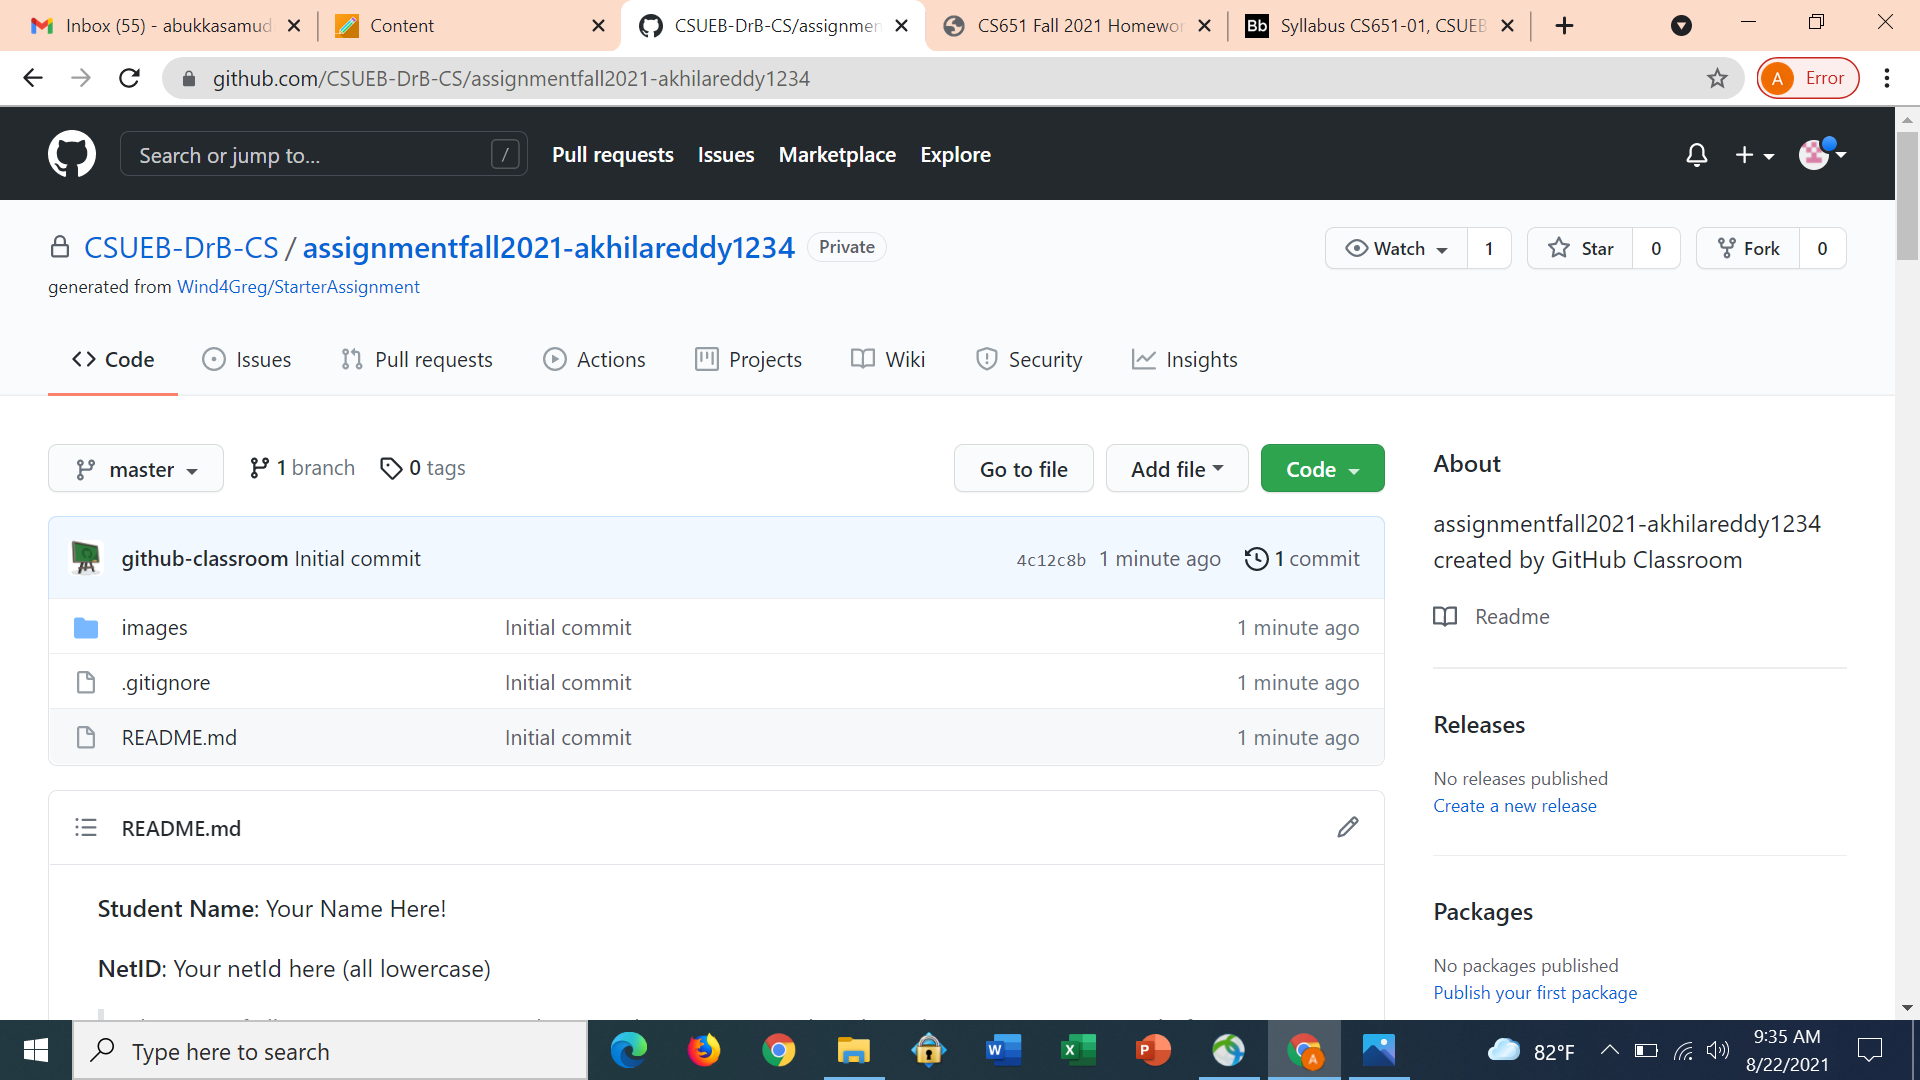 Inbox (55) - abukkasamud
Content
CSUEB-DrB-CS/assignmen
CS651 Fall 2021 Homewor
Bb Syllabus CS651-01, CSUEB
github.com/CSUEB-DrB-CS/assignmentfall2021-akhilareddy1234
A Error
Search or jump to... /
Pull requests Issues Marketplace Explore
CSUEB-DrB-CS / assignmentfall2021-akhilareddy1234 Private
Watch 1 Star 0 Fork 0
generated from Wind4Greg/StarterAssignment
Code Issues Pull requests Actions Projects Wiki Security Insights
master 1 branch 0 tags Go to file Add file Code
github-classroom Initial commit 4c12c8b 1 minute ago 1 commit
images Initial commit 1 minute ago
.gitignore Initial commit 1 minute ago
README.md Initial commit 1 minute ago
README.md
Student Name: Your Name Here!
NetID: Your netId here (all lowercase)
About
assignmentfall2021-akhilareddy1234
created by GitHub Classroom
Readme
Releases
No releases published
Create a new release
Packages
No packages published
Publish your first package
Type here to search
82°F
9:35 AM
8/22/2021